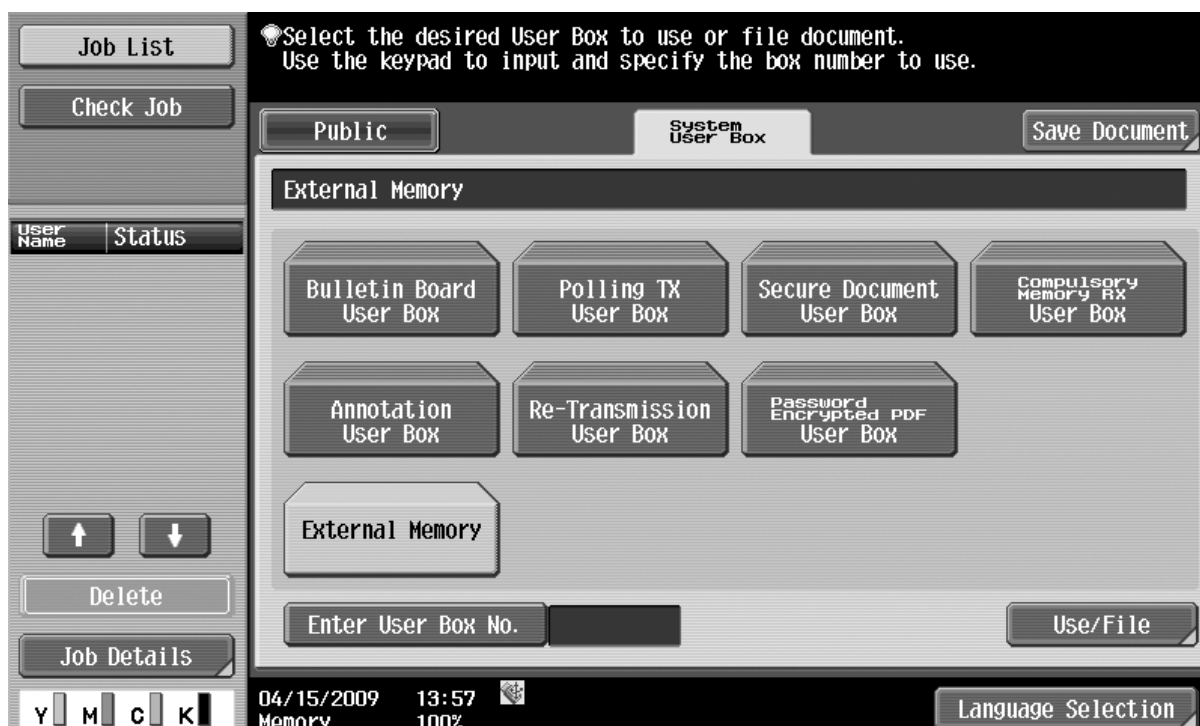 Job List
Check Job
User Name
Status
Delete
Job Details
Y M C K
Select the desired User Box to use or file document.
Use the keypad to input and specify the box number to use.
Public
System
User Box
Save Document
External Memory
Bulletin Board
User Box
Polling TX
User Box
Secure Document
User Box
Compulsory
Memory RX
User Box
Annotation
User Box
Re-Transmission
User Box
Password
Encrypted PDF
User Box
External Memory
Enter User Box No.
Use/File
04/15/2009 13:57
Memory 100%
Language Selection